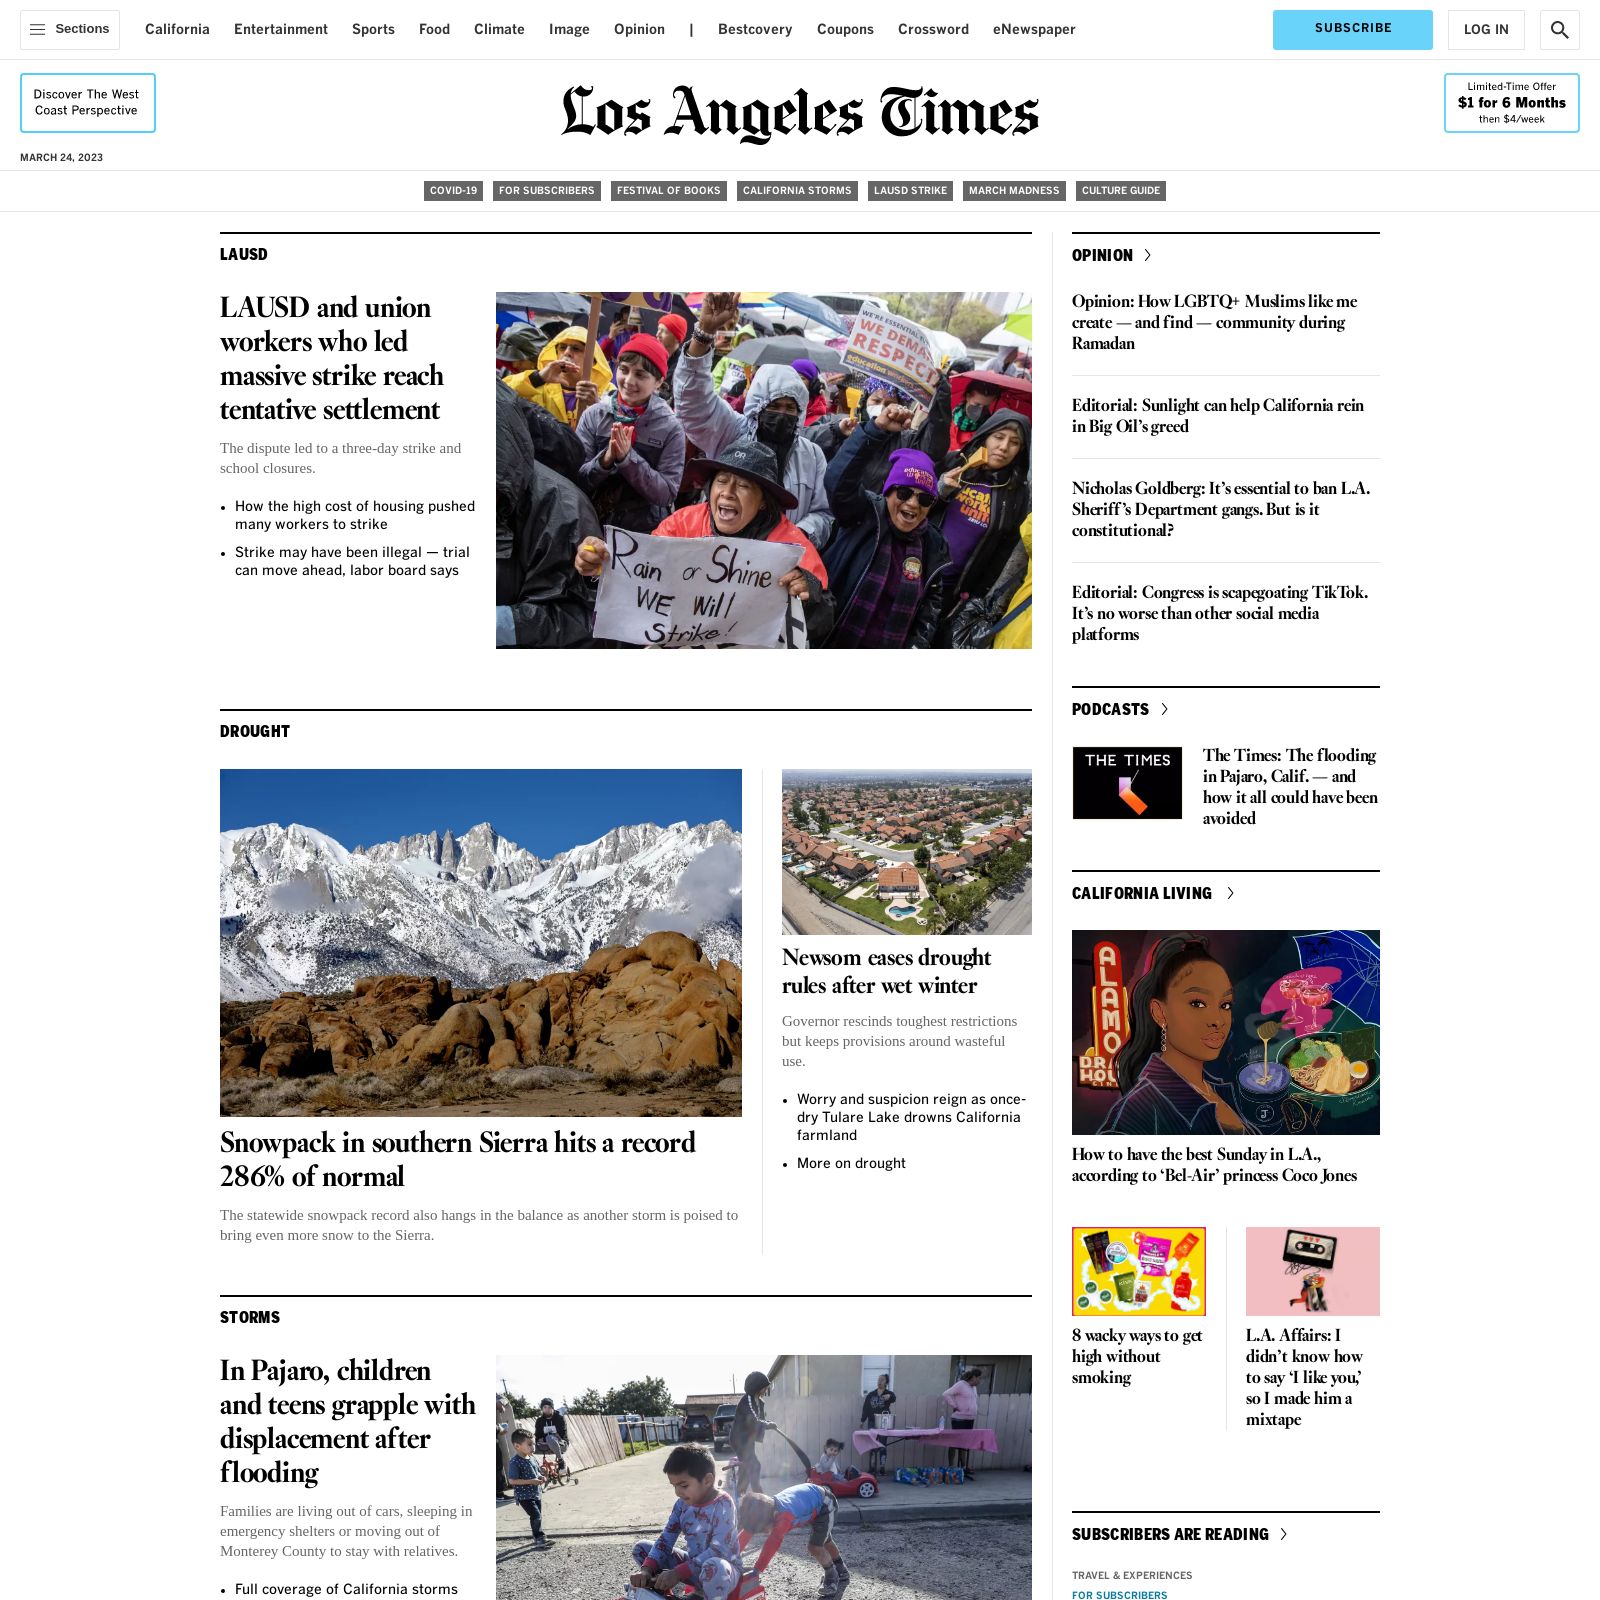 Sections
California
Entertainment
Sports
Food
Climate
Image
Opinion
|
Bestcovery
Coupons
Crossword
eNewspaper
SUBSCRIBE
LOG IN
Discover The West
Coast Perspective
Los Angeles Times
Limited-Time Offer
$1 for 6 Months
then $4/week
MARCH 24, 2023
COVID-19
FOR SUBSCRIBERS
FESTIVAL OF BOOKS
CALIFORNIA STORMS
LAUSD STRIKE
MARCH MADNESS
CULTURE GUIDE
LAUSD
LAUSD and union
workers who led
massive strike reach
tentative settlement
The dispute led to a three-day strike and
school closures.
• How the high cost of housing pushed
many workers to strike
• Strike may have been illegal — trial
can move ahead, labor board says
WE'RE ESSENTIAL
WE DEMA
RESPECT
Rain or Shine
WE Will
Strike!
DROUGHT
Snowpack in southern Sierra hits a record
286% of normal
The statewide snowpack record also hangs in the balance as another storm is poised to
bring even more snow to the Sierra.
Newsom eases drought
rules after wet winter
Governor rescinds toughest restrictions
but keeps provisions around wasteful
use.
• Worry and suspicion reign as once-
dry Tulare Lake drowns California
farmland
• More on drought
STORMS
In Pajaro, children
and teens grapple with
displacement after
flooding
Families are living out of cars, sleeping in
emergency shelters or moving out of
Monterey County to stay with relatives.
• Full coverage of California storms
OPINION
Opinion: How LGBTQ+ Muslims like me
create — and find — community during
Ramadan
Editorial: Sunlight can help California rein
in Big Oil’s greed
Nicholas Goldberg: It’s essential to ban L.A.
Sheriff’s Department gangs. But is it
constitutional?
Editorial: Congress is scapegoating TikTok.
It’s no worse than other social media
platforms
PODCASTS
THE TIMES
The Times: The flooding
in Pajaro, Calif. — and
how it all could have been
avoided
CALIFORNIA LIVING
ALAMO
DR
HOU
CIN
How to have the best Sunday in L.A.,
according to ‘Bel-Air’ princess Coco Jones
8 wacky ways to get
high without
smoking
L.A. Affairs: I
didn’t know how
to say ‘I like you,’
so I made him a
mixtape
SUBSCRIBERS ARE READING
TRAVEL & EXPERIENCES
FOR SUBSCRIBERS